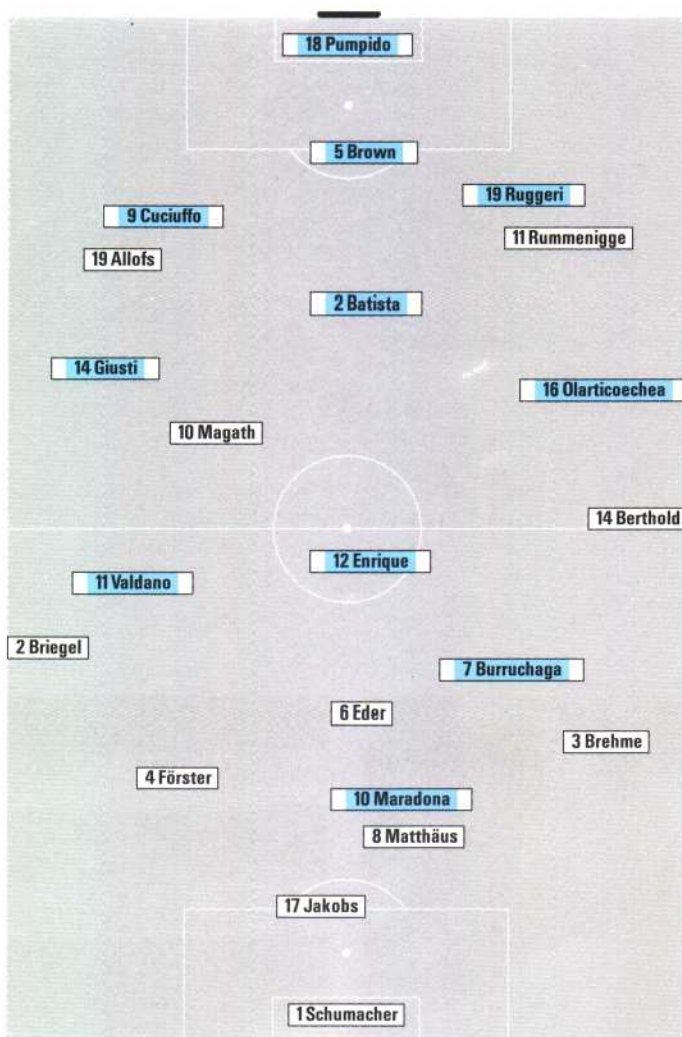 18 Pumpido
5 Brown
19 Ruggeri
9 Cuciuffo
11 Rummenigge
19 Allofs
2 Batista
14 Giusti
16 Olarticoechea
10 Magath
14 Berthold
12 Enrique
11 Valdano
2 Briegel
7 Burruchaga
6 Eder
3 Brehme
4 Förster
10 Maradona
8 Matthäus
17 Jakobs
1 Schumacher